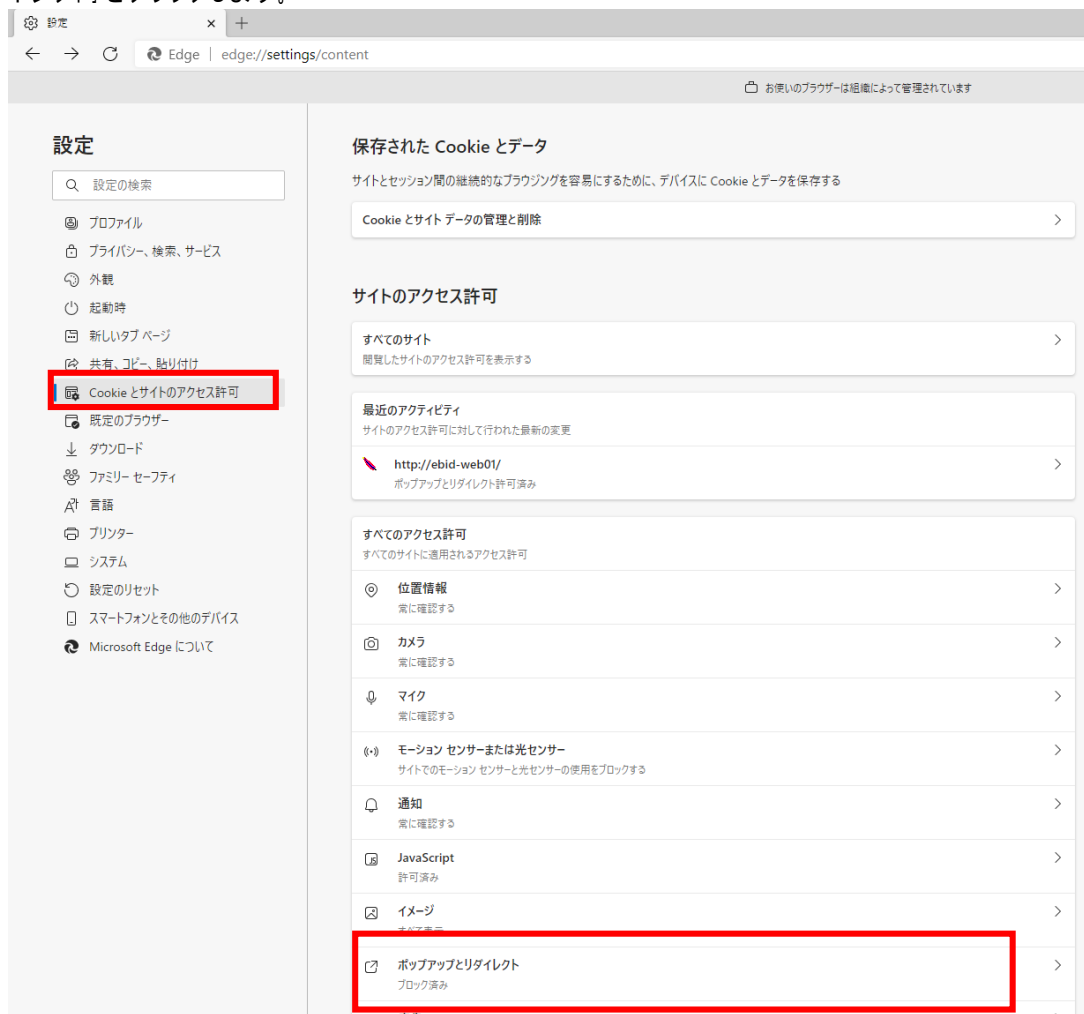 設定
Edge | edge://settings/content
お使いのブラウザーは組織によって管理されています
設定
設定の検索
プロファイル
プライバシー、検索、サービス
外観
起動時
新しいタブ ページ
共有、コピー、貼り付け
Cookie とサイトのアクセス許可
既定のブラウザー
ダウンロード
ファミリー セーフティ
言語
プリンター
システム
設定のリセット
スマートフォンとその他のデバイス
Microsoft Edge について
保存された Cookie とデータ
サイトとセッション間の継続的なブラウジングを容易にするために、デバイスに Cookie とデータを保存する
Cookie とサイト データの管理と削除
サイトのアクセス許可
すべてのサイト
閲覧したサイトのアクセス許可を表示する
最近のアクティビティ
サイトのアクセス許可に対して行われた最新の変更
http://ebid-web01/
ポップアップとリダイレクト許可済み
すべてのアクセス許可
すべてのサイトに適用されるアクセス許可
位置情報
常に確認する
カメラ
常に確認する
マイク
常に確認する
モーション センサーまたは光センサー
サイトでのモーション センサーと光センサーの使用をブロックする
通知
常に確認する
JavaScript
許可済み
イメージ
すべて表示
ポップアップとリダイレクト
ブロック済み